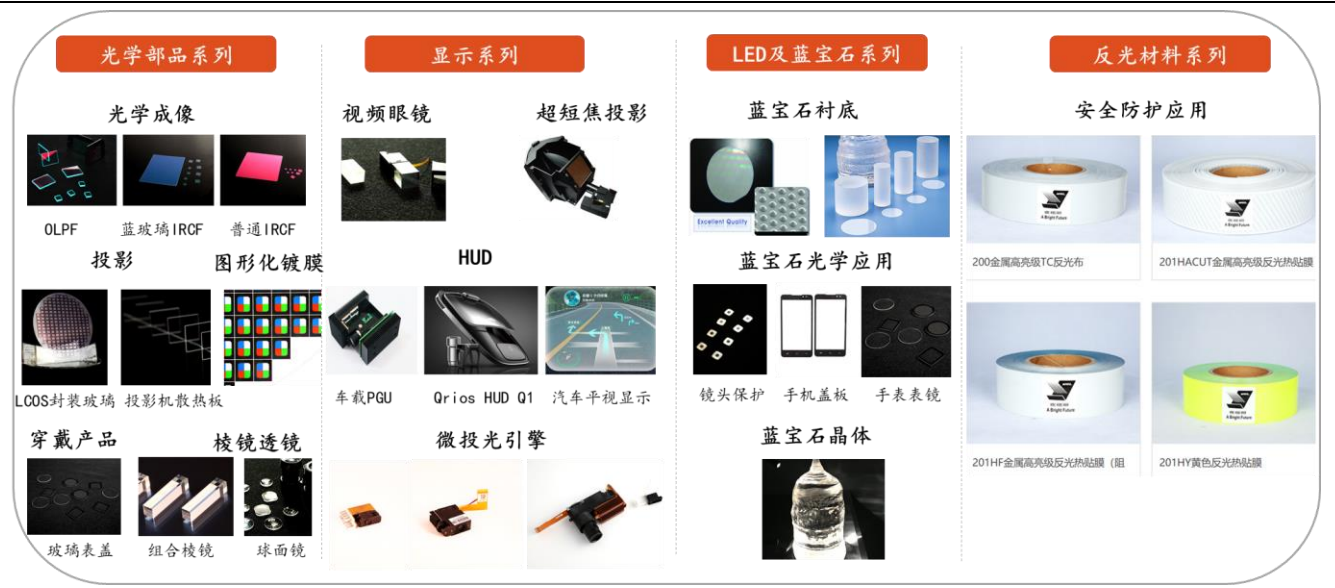 光学部品系列
显示系列
LED及蓝宝石系列
反光材料系列
光学成像
OLPF
蓝玻璃IRCF
普通IRCF
投影
图形化镀膜
LCOS封装玻璃
投影机散热板
穿戴产品
棱镜透镜
玻璃表盖
组合棱镜
球面镜
视频眼镜
超短焦投影
HUD
车载PGU
Qrios HUD Q1
汽车平视显示
微投光引擎
蓝宝石衬底
Excellent Quality
蓝宝石光学应用
镜头保护
手机盖板
手表表镜
蓝宝石晶体
安全防护应用
A Bright Future
200金属高亮级TC反光布
A Bright Future
201HACUT金属高亮级反光热贴膜
A Bright Future
201HF金属高亮级反光热贴膜（阻
A Bright Future
201HY黄色反光热贴膜